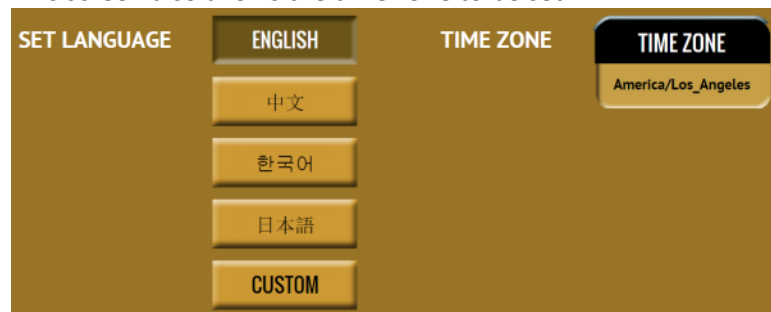 SET LANGUAGE
ENGLISH
中文
한국어
日本語
CUSTOM
TIME ZONE
TIME ZONE
America/Los_Angeles